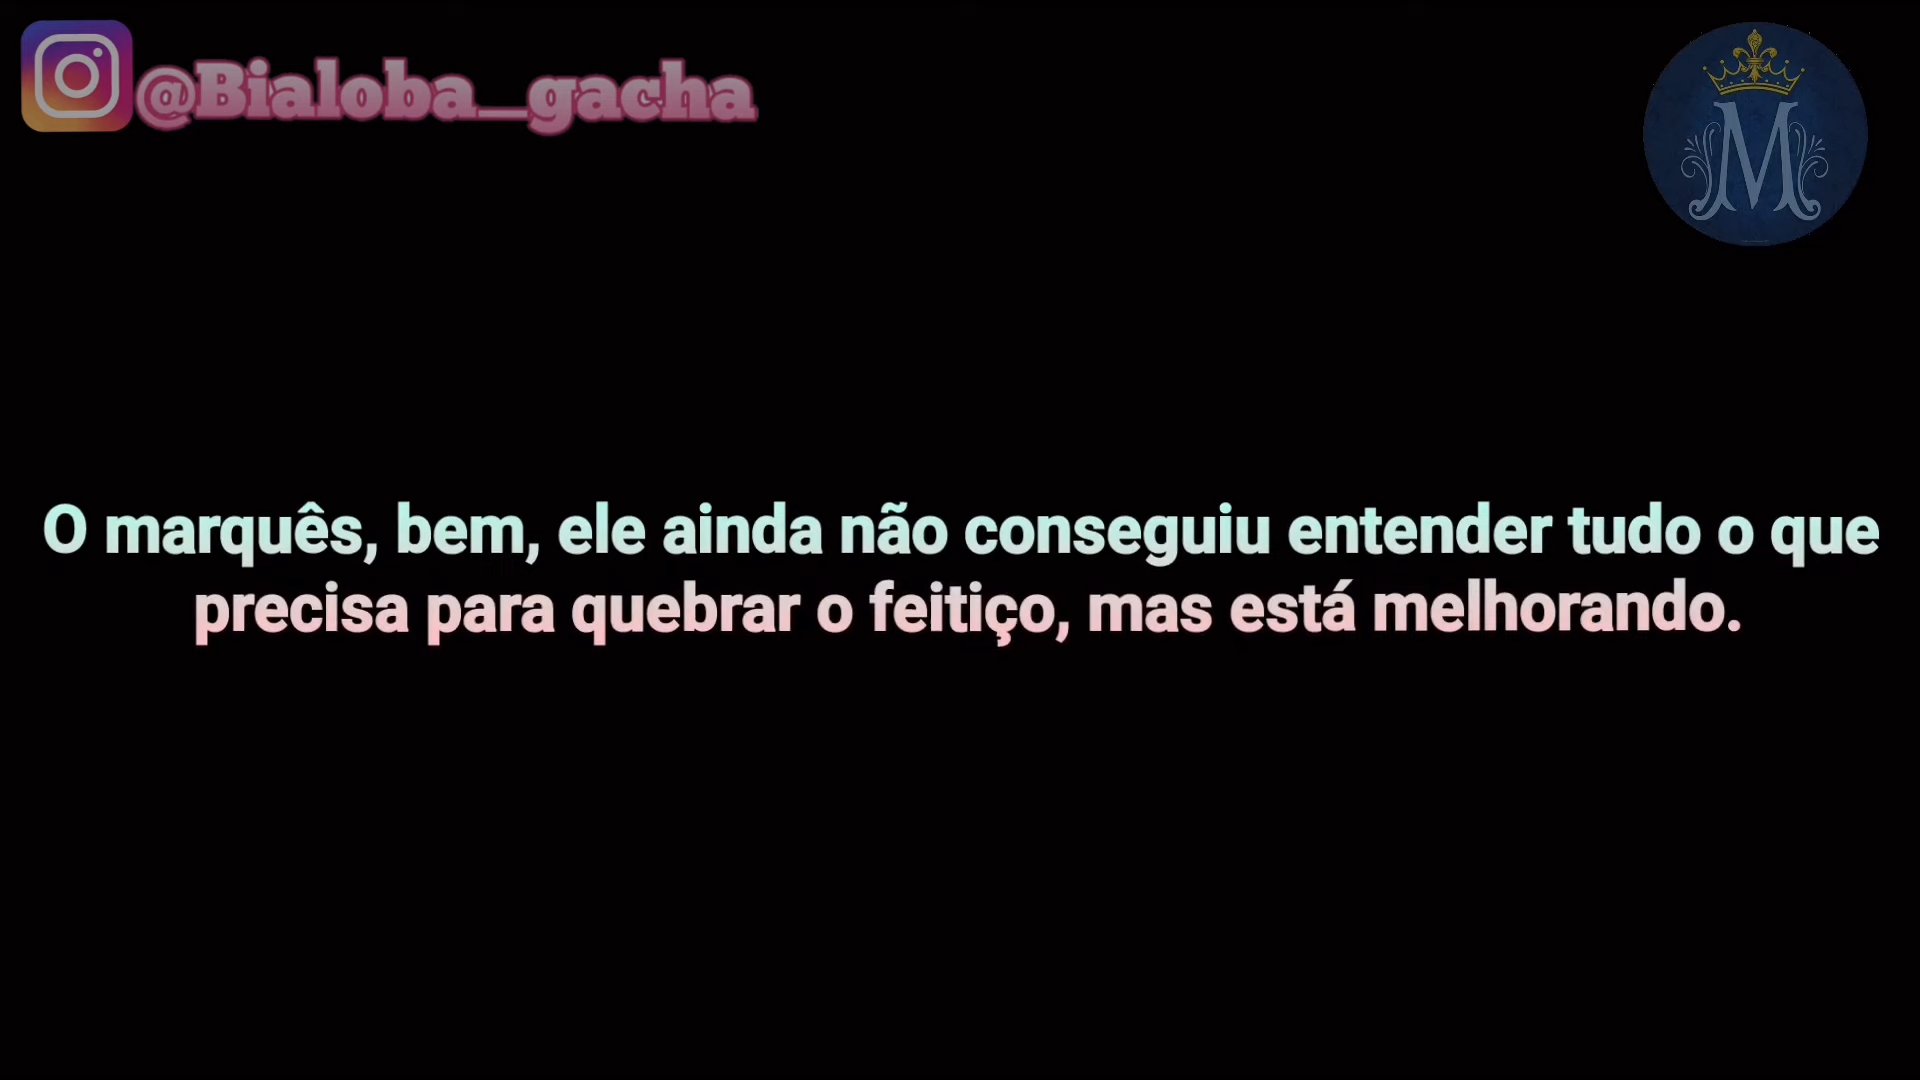 @Bialoba_gacha
M
O marquês, bem, ele ainda não conseguiu entender tudo o que
precisa para quebrar o feitiço, mas está melhorando.